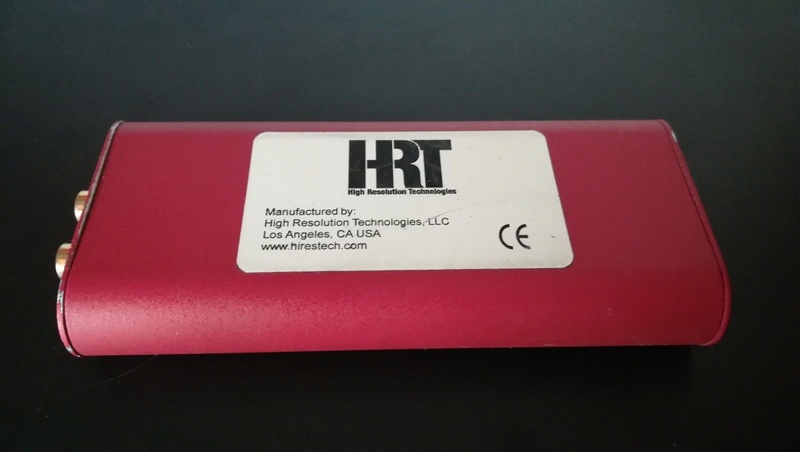 HRT
High Resolution Technologies
Manufactured by:
High Resolution Technologies, LLC
Los Angeles, CA USA
www.hirestech.com
CE